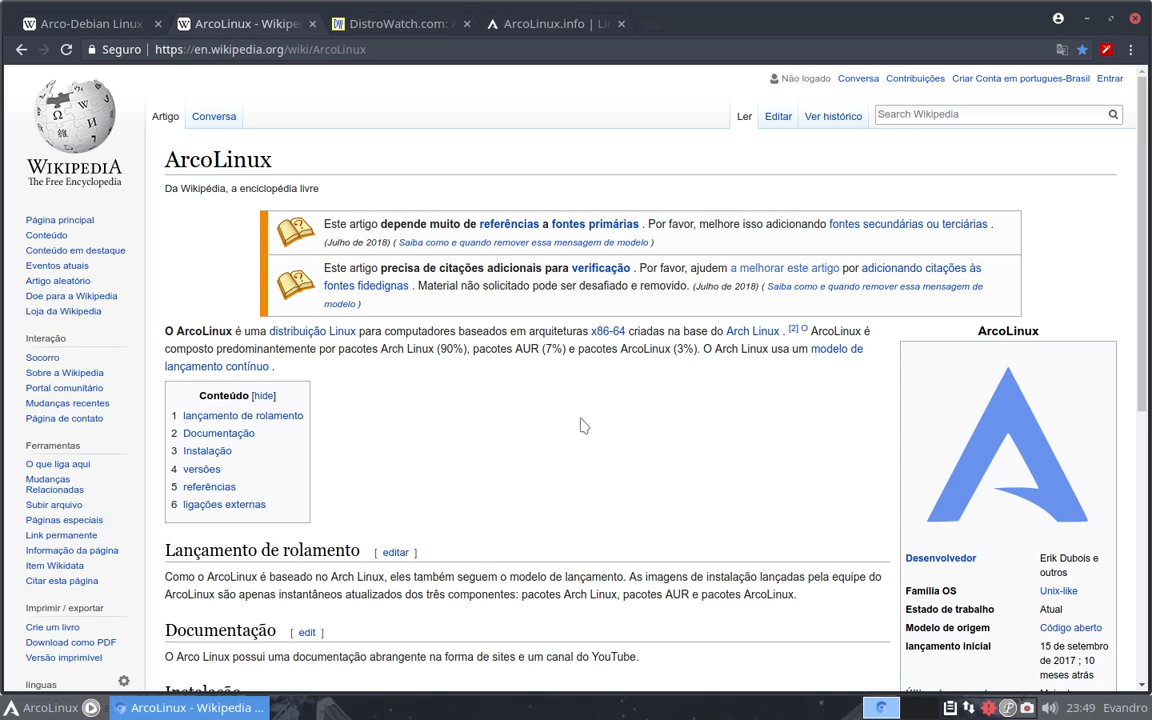 Arco-Debian Linux
ArcoLinux - Wikipe
DistroWatch.com: A
ArcoLinux.info | Li
Seguro
https://en.wikipedia.org/wiki/ArcoLinux
Não logado Conversa Contribuições Criar Conta em portugues-Brasil Entrar
Artigo Conversa Ler Editar Ver histórico Search Wikipedia
WIKIPEDIA
The Free Encyclopedia
Página principal
Conteúdo
Conteúdo em destaque
Eventos atuais
Artigo aleatório
Doe para a Wikipedia
Loja da Wikipedia
Interação
Socorro
Sobre a Wikipedia
Portal comunitário
Mudanças recentes
Página de contato
Ferramentas
O que liga aqui
Mudanças
Relacionadas
Subir arquivo
Páginas especiais
Link permanente
Informação da página
Item Wikidata
Citar esta página
Imprimir / exportar
Crie um livro
Download como PDF
Versão imprimível
línguas
ArcoLinux
Da Wikipédia, a enciclopédia livre
Este artigo depende muito de referências a fontes primárias . Por favor, melhore isso adicionando fontes secundárias ou terciárias .
(Julho de 2018) ( Saiba como e quando remover essa mensagem de modelo )
Este artigo precisa de citações adicionais para verificação . Por favor, ajudem a melhorar este artigo por adicionando citações às
fontes fidedignas . Material não solicitado pode ser desafiado e removido. (Julho de 2018) ( Saiba como e quando remover essa mensagem de
modelo )
O ArcoLinux é uma distribuição Linux para computadores baseados em arquiteturas x86-64 criadas na base do Arch Linux . [2] O ArcoLinux é
composto predominantemente por pacotes Arch Linux (90%), pacotes AUR (7%) e pacotes ArcoLinux (3%). O Arch Linux usa um modelo de
lançamento contínuo .
Conteúdo [hide]
1 lançamento de rolamento
2 Documentação
3 Instalação
4 versões
5 referências
6 ligações externas
Lançamento de rolamento [ editar ]
Como o ArcoLinux é baseado no Arch Linux, eles também seguem o modelo de lançamento. As imagens de instalação lançadas pela equipe do
ArcoLinux são apenas instantâneos atualizados dos três componentes: pacotes Arch Linux, pacotes AUR e pacotes ArcoLinux.
Documentação [ edit ]
O Arco Linux possui uma documentação abrangente na forma de sites e um canal do YouTube.
Instalação
ArcoLinux
Desenvolvedor Erik Dubois e
outros
Família OS Unix-like
Estado de trabalho Atual
Modelo de origem Código aberto
lançamento inicial 15 de setembro
de 2017 ; 10
meses atrás
ArcoLinux
ArcoLinux - Wikipedia ...
23:49 Evandro